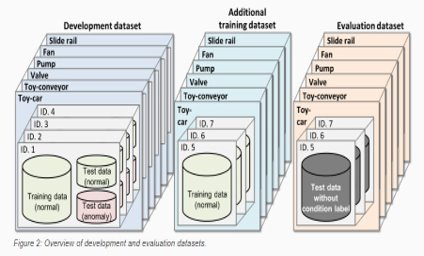 Development dataset
Slide rail
Fan
Pump
Valve
Toy-conveyor
Toy-car
ID. 4
ID. 3
ID. 2
ID. 1
Training data
(normal)
Test data
(normal)
Test data
(anomaly)
Additional
training dataset
Slide rail
Fan
Pump
Valve
Toy-conveyor
Toy-
car
ID. 7
ID. 6
ID. 5
Training data
(normal)
Evaluation dataset
Slide rail
Fan
Pump
Valve
Toy-conveyor
Toy-
car
ID. 7
ID. 6
ID. 5
Test data
without
condition label
Figure 2: Overview of development and evaluation datasets.